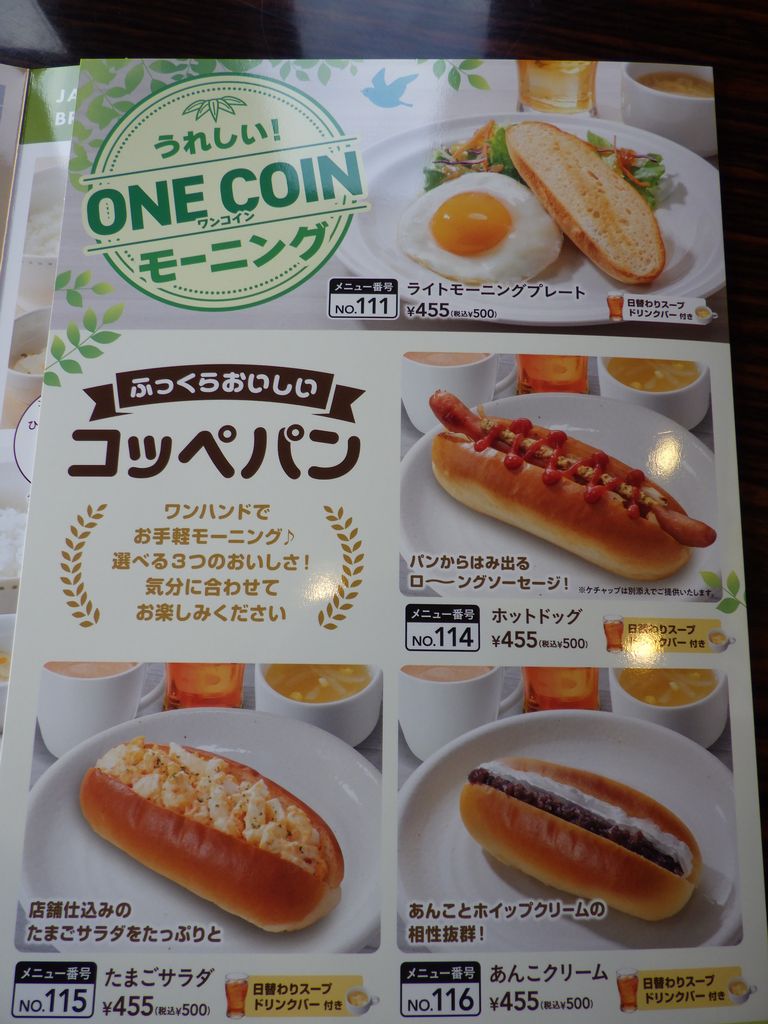 JA
BR
うれしい!
ONE COIN
ワンコイン
モーニング
メニュー番号
NO.111
ライトモーニングプレート
¥455(税込¥500)
日替わりスープ
ドリンクバー 付き
ふっくらおいしい
コッペパン
ワンハンドで
お手軽モーニング♪
選べる3つのおいしさ!
気分に合わせて
お楽しみください
パンからはみ出る
ロ〜〜ングソーセージ!
※ケチャップは別添えでご提供いたします。
メニュー番号
NO.114
ホットドッグ
¥455(税込¥500)
日替わりスープ
ドリンクバー 付き
店舗仕込みの
たまごサラダをたっぷりと
メニュー番号
NO.115
たまごサラダ
¥455(税込¥500)
日替わりスープ
ドリンクバー 付き
あんことホイップクリームの
相性抜群!
メニュー番号
NO.116
あんこクリーム
¥455(税込¥500)
日替わりスープ
ドリンクバー 付き